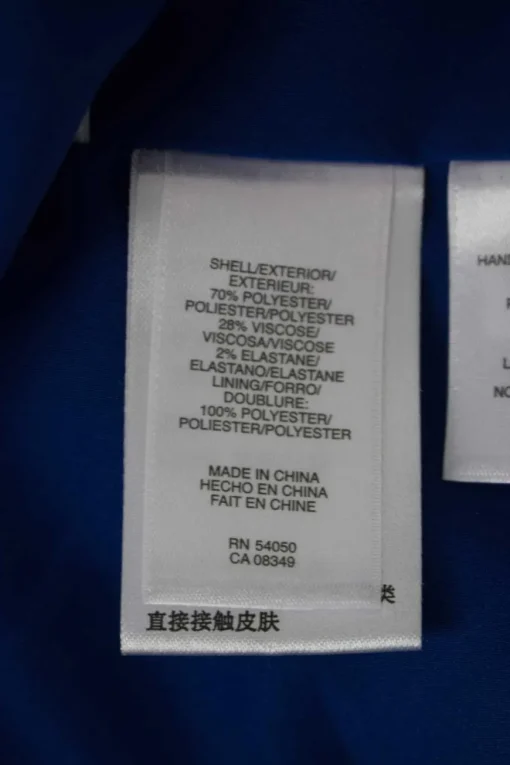 SHELL/EXTERIOR/
EXTERIEUR:
70% POLYESTER/
POLIESTER/POLYESTER
28% VISCOSE/
VISCOSA/VISCOSE
2% ELASTANE/
ELASTANO/ELASTANE
LINING/FORRO/
DOUBLURE:
100% POLYESTER/
POLIESTER/POLYESTER
MADE IN CHINA
HECHO EN CHINA
FAIT EN CHINE
RN 54050
CA 08349
类
直接接触皮肤